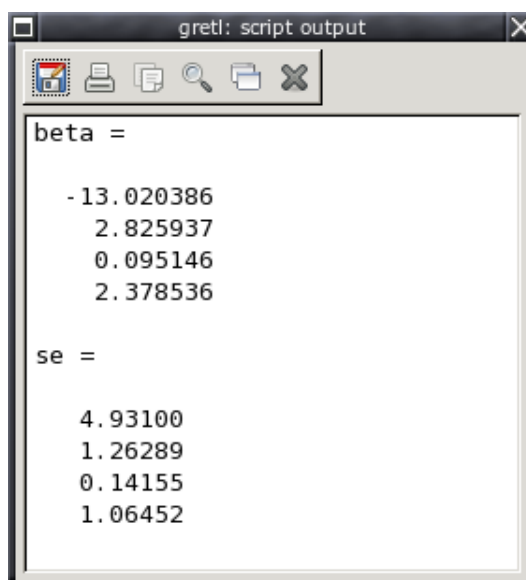 gretl: script output
beta =
-13.020386
2.825937
0.095146
2.378536
se =
4.93100
1.26289
0.14155
1.06452